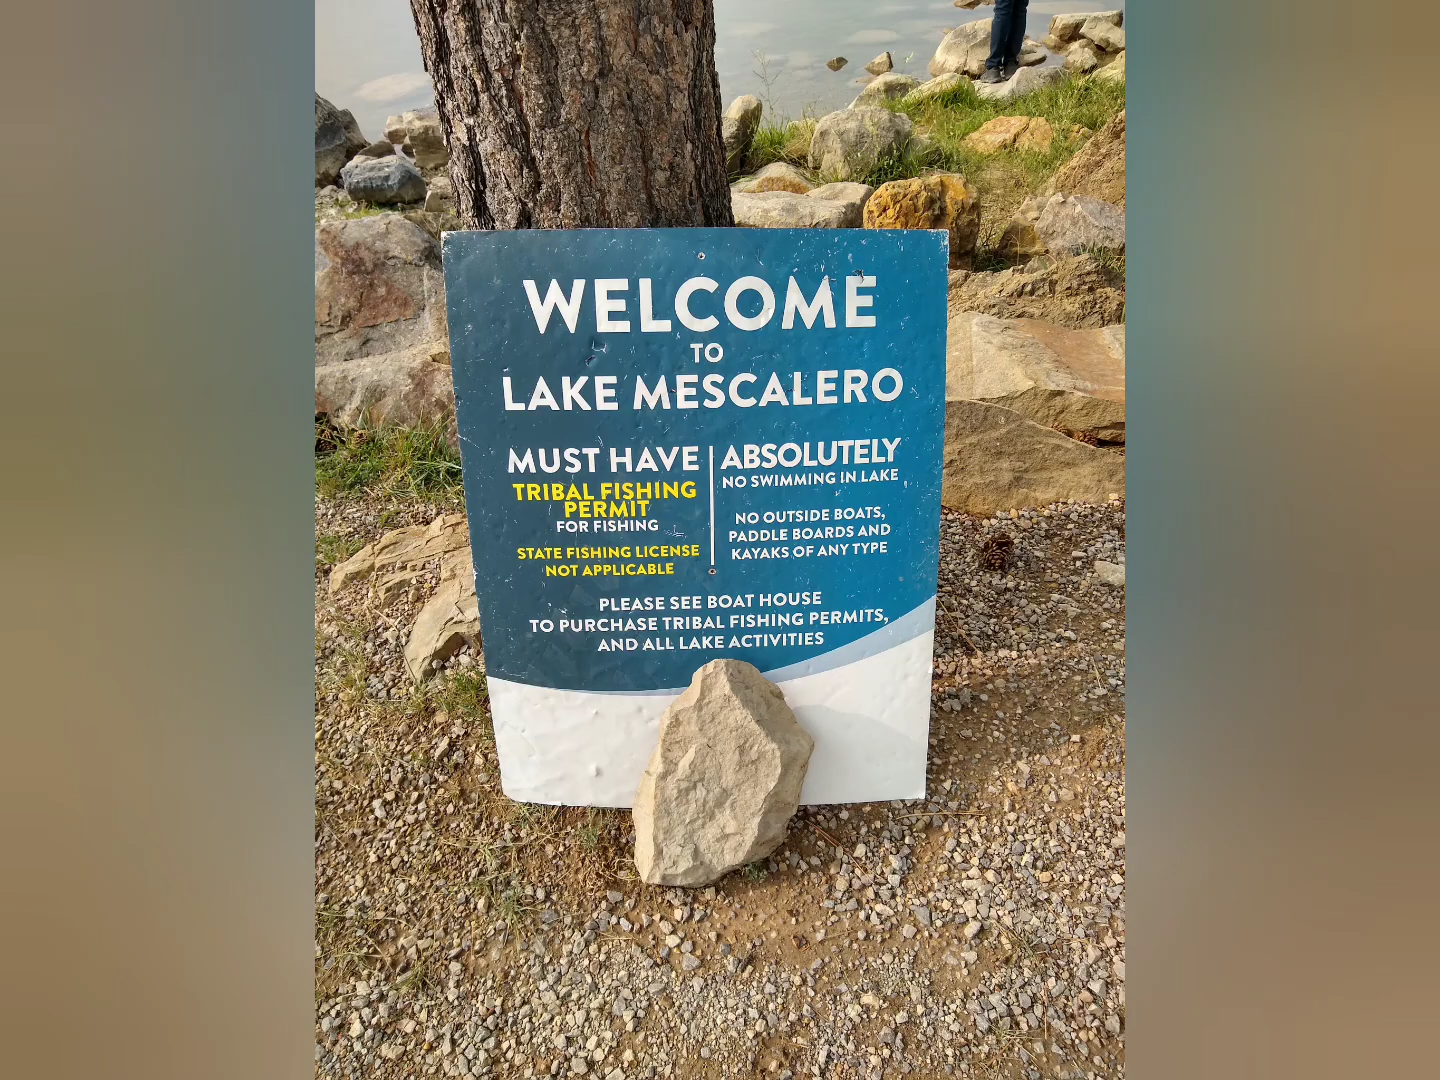 WELCOME
TO
LAKE MESCALERO
MUST HAVE
TRIBAL FISHING
PERMIT
FOR FISHING
STATE FISHING LICENSE
NOT APPLICABLE
ABSOLUTELY
NO SWIMMING IN LAKE
NO OUTSIDE BOATS,
PADDLE BOARDS AND
KAYAKS OF ANY TYPE
PLEASE SEE BOAT HOUSE
TO PURCHASE TRIBAL FISHING PERMITS,
AND ALL LAKE ACTIVITIES